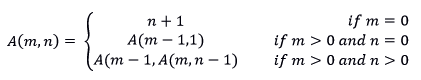 A(m,n) = { n + 1 if m = 0
A(m − 1,1) if m > 0 and n = 0
A(m − 1, A(m, n − 1) if m > 0 and n > 0